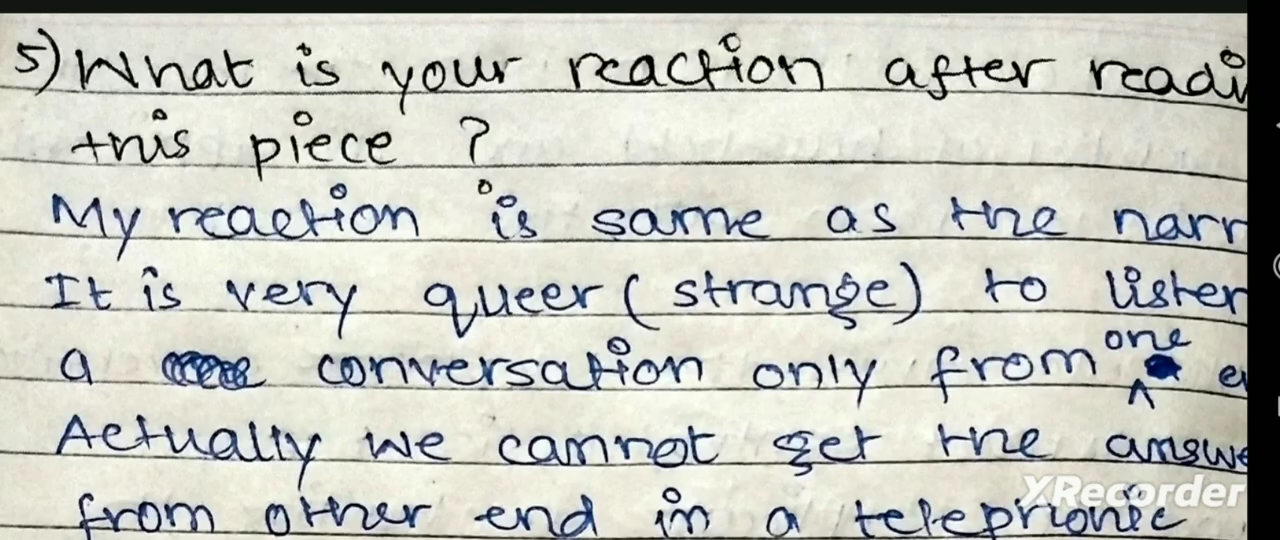 5) What is your reaction after readi
this piece ?
My reaction is same as the narr
It is very queer ( strange) to listen
a conversation only from one e
Actually we cannot get the answe
from other end in a telephonic
XRecorder